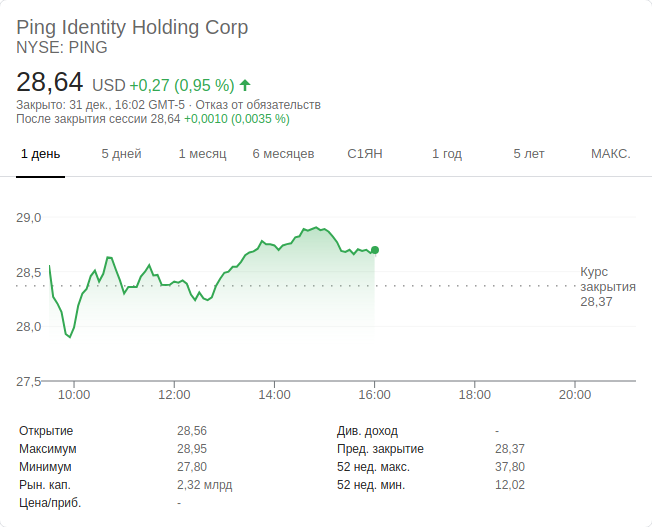 Ping Identity Holding Corp
NYSE: PING
28,64 USD +0,27 (0,95 %)
Закрыто: 31 дек., 16:02 GMT-5 · Отказ от обязательств
После закрытия сессии 28,64 +0,0010 (0,0035 %)
1 день 5 дней 1 месяц 6 месяцев С1ЯН 1 год 5 лет МАКС.
29,0
28,5
28,0
27,5
Курс
закрытия
28,37
10:00 12:00 14:00 16:00 18:00 20:00
Открытие 28,56 Див. доход -
Максимум 28,95 Пред. закрытие 28,37
Минимум 27,80 52 нед. макс. 37,80
Рын. кап. 2,32 млрд 52 нед. мин. 12,02
Цена/приб. -